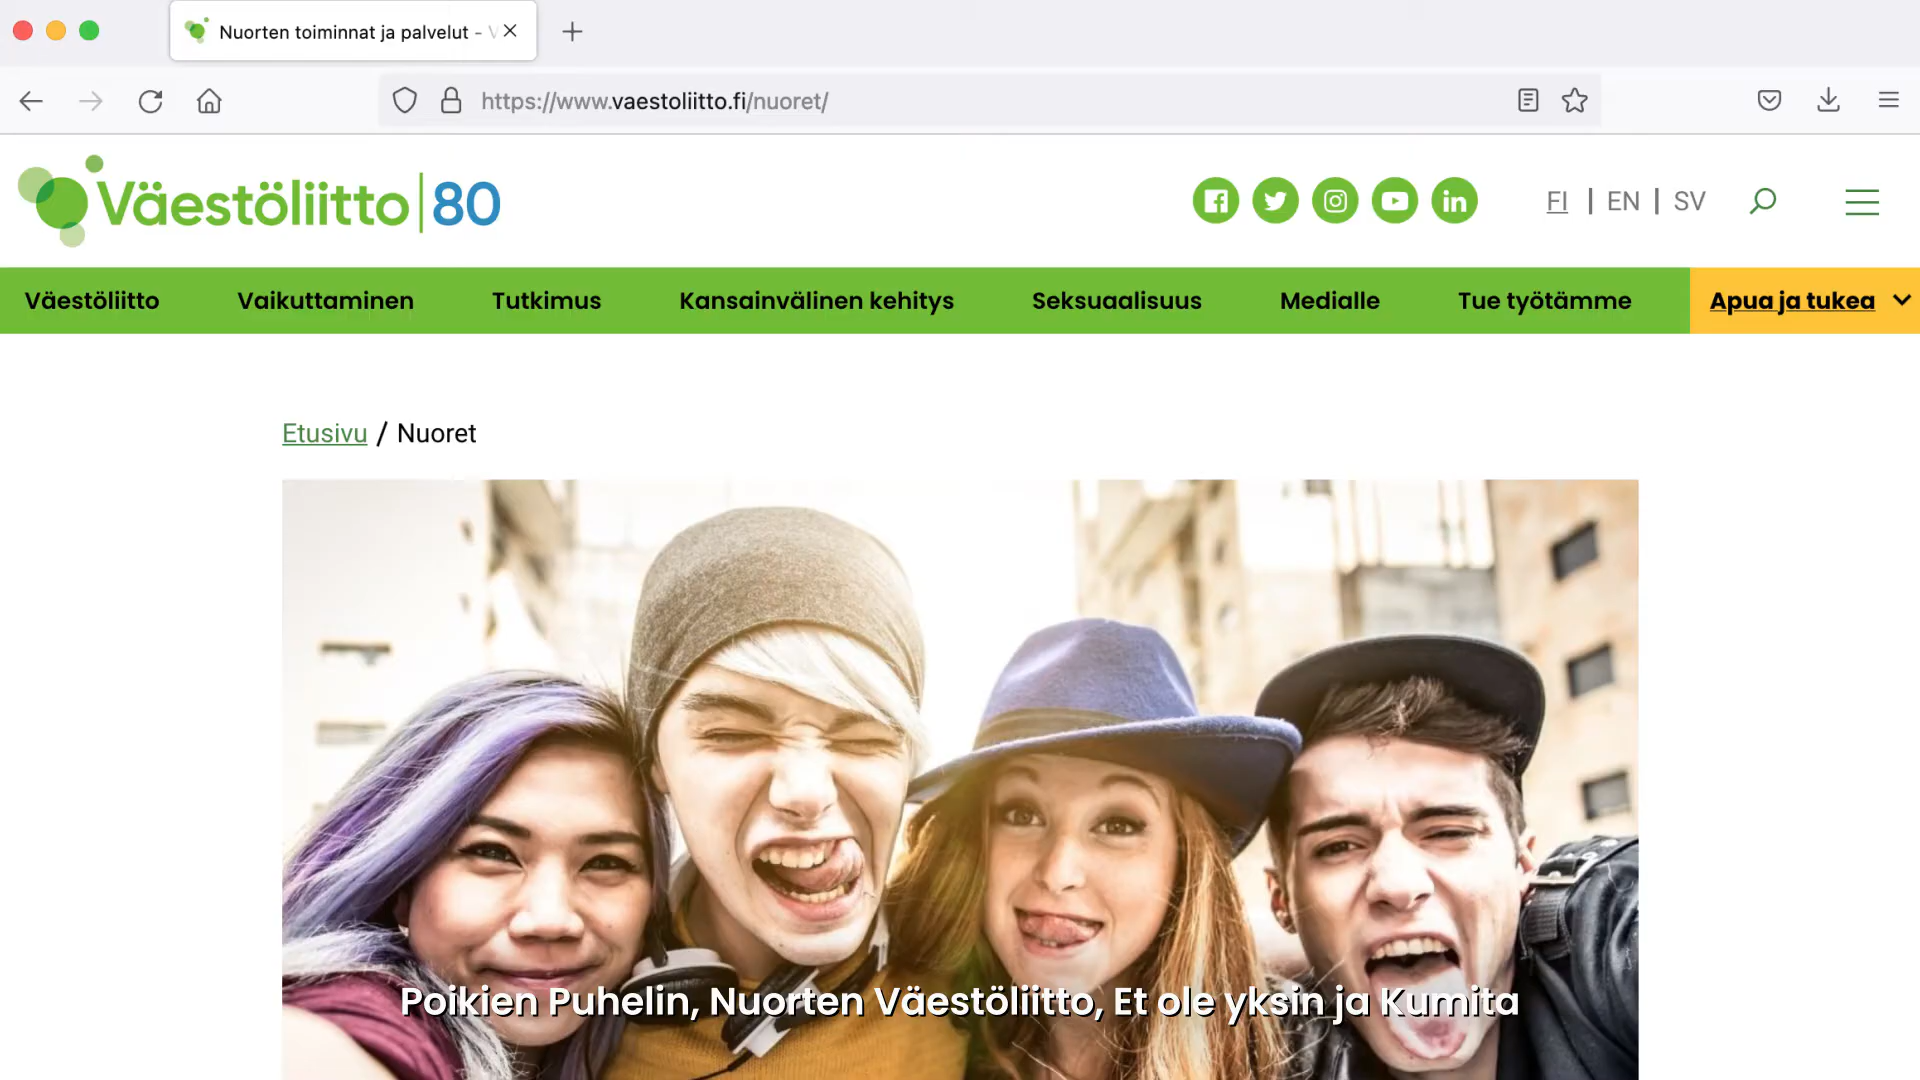 Nuorten toiminnat ja palvelut -
https://www.vaestoliitto.fi/nuoret/
Väestöliitto 80
FI | EN | SV
Väestöliitto Vaikuttaminen Tutkimus Kansainvälinen kehitys Seksuaalisuus Medialle Tue työtämme Apua ja tukea
Etusivu / Nuoret
Poikien Puhelin, Nuorten Väestöliitto, Et ole yksin ja Kumita